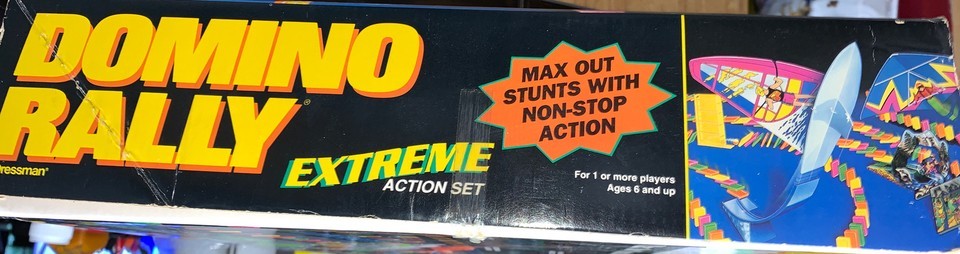 DOMINO
RALLY®
EXTREME
ACTION SET
MAX OUT
STUNTS WITH
NON-STOP
ACTION
For 1 or more players
Ages 6 and up